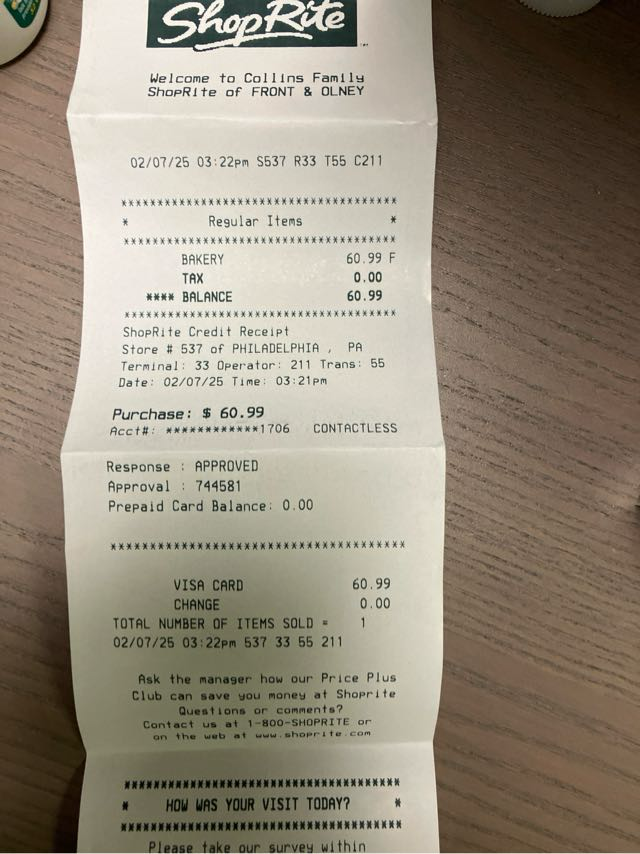 ShopRite
Welcome to Collins Family
ShopRite of FRONT & OLNEY
02/07/25 03:22pm S537 R33 T55 C211
****************************************
* Regular Items *
****************************************
BAKERY 60.99 F
TAX 0.00
**** BALANCE 60.99
****************************************
ShopRite Credit Receipt
Store # 537 of PHILADELPHIA , PA
Terminal: 33 Operator: 211 Trans: 55
Date: 02/07/25 Time: 03:21pm
Purchase: $ 60.99
Acct#: ************1706 CONTACTLESS
Response : APPROVED
Approval : 744581
Prepaid Card Balance: 0.00
****************************************
VISA CARD 60.99
CHANGE 0.00
TOTAL NUMBER OF ITEMS SOLD = 1
02/07/25 03:22pm 537 33 55 211
Ask the manager how our Price Plus
Club can save you money at Shoprite
Questions or comments?
Contact us at 1-800-SHOPRITE or
on the web at www.shoprite.com
****************************************
* HOW WAS YOUR VISIT TODAY? *
****************************************
Please take our survey within